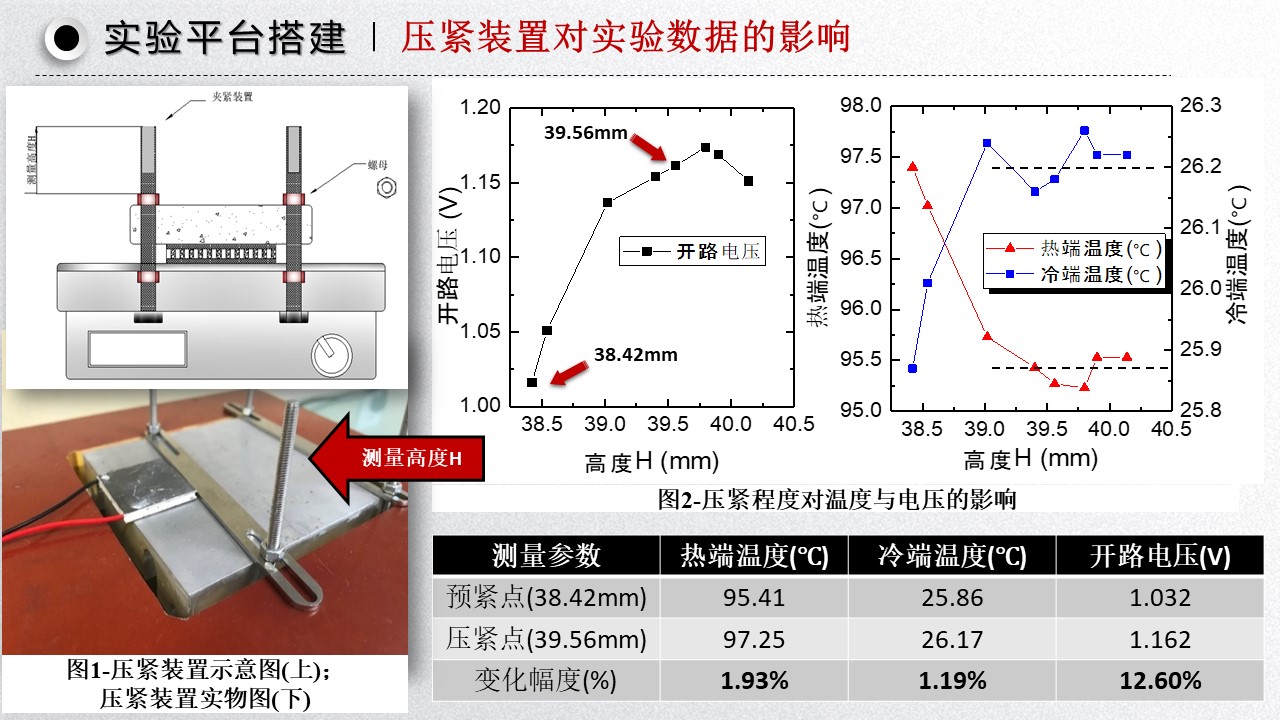 实验平台搭建 | 压紧装置对实验数据的影响
夹紧装置
测量高度H
螺母
测量高度H
图1-压紧装置示意图(上);
压紧装置实物图(下)
1.20
1.15
1.10
1.05
1.00
开路电压 (V)
39.56mm
38.42mm
开路电压
38.5 39.0 39.5 40.0 40.5
高度H (mm)
98.0
97.5
97.0
96.5
96.0
95.5
95.0
热端温度(℃)
热端温度(℃)
冷端温度(℃)
26.3
26.2
26.1
26.0
25.9
25.8
冷端温度(℃)
38.5 39.0 39.5 40.0 40.5
高度H (mm)
图2-压紧程度对温度与电压的影响
测量参数 热端温度(℃) 冷端温度(℃) 开路电压(V)
预紧点(38.42mm) 95.41 25.86 1.032
压紧点(39.56mm) 97.25 26.17 1.162
变化幅度(%) 1.93% 1.19% 12.60%